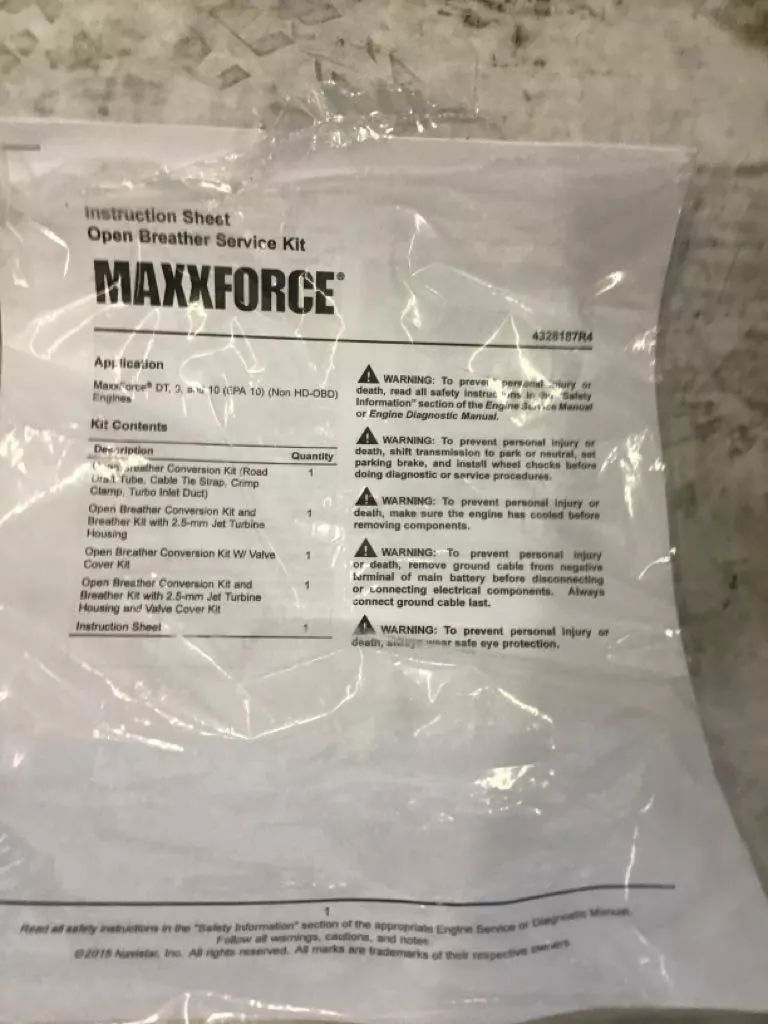 Instruction Sheet
Open Breather Service Kit
MAXXFORCE®
4328187R4
Application
MaxxForce® DT, 9, and 10 (EPA 10) (Non HD-OBD)
Engines
Kit Contents
Description Quantity
Breather Conversion Kit (Road 1
Draft Tube, Cable Tie Strap, Crimp
Clamp, Turbo Inlet Duct)
Open Breather Conversion Kit and 1
Breather Kit with 2.5-mm Jet Turbine
Housing
Open Breather Conversion Kit W/ Valve 1
Cover Kit
Open Breather Conversion Kit and 1
Breather Kit with 2.5-mm Jet Turbine
Housing and Valve Cover Kit
Instruction Sheet 1
WARNING: To prevent personal injury or
death, read all safety instructions in the "Safety
Information" section of the Engine Service Manual
or Engine Diagnostic Manual.
WARNING: To prevent personal injury or
death, shift transmission to park or neutral, set
parking brake, and install wheel chocks before
doing diagnostic or service procedures.
WARNING: To prevent personal injury or
death, make sure the engine has cooled before
removing components.
WARNING: To prevent personal injury
or death, remove ground cable from negative
terminal of main battery before disconnecting
or connecting electrical components. Always
connect ground cable last.
WARNING: To prevent personal injury or
death, always wear safe eye protection.
1
Read all safety instructions in the "Safety Information" section of the appropriate Engine Service or Diagnostic Manual.
Follow all warnings, cautions, and notes.
©2015 Navistar, Inc. All rights reserved. All marks are trademarks of their respective owners.